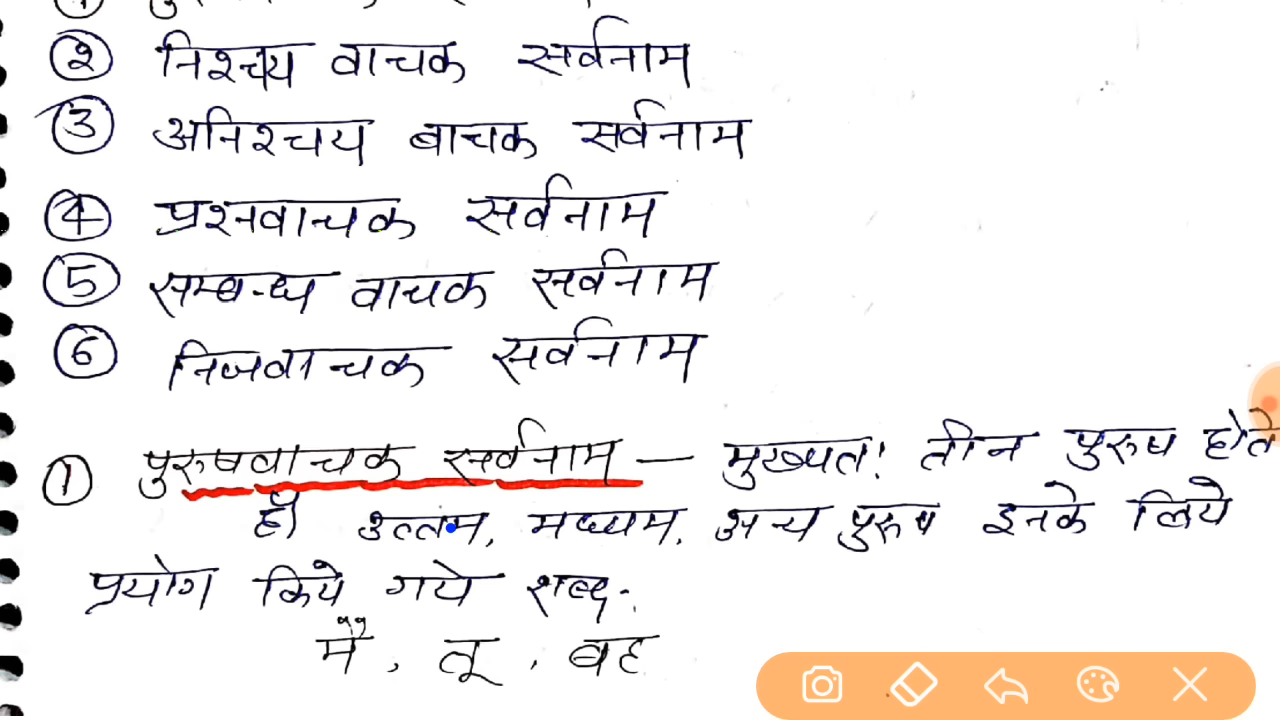 ② निश्चय वाचक सर्वनाम
③ अनिश्चय बाचक सर्वनाम
④ प्रश्नवाचक सर्वनाम
⑤ सम्बन्ध वाचक सर्वनाम
⑥ निजवाचक सर्वनाम
① पुरुषवाचक सर्वनाम — मुख्यतः तीन पुरुष होते
हैं उत्तम, मध्यम, अन्य पुरुष इनके लिये
प्रयोग किये गये शब्द -
मैं, तू, वह